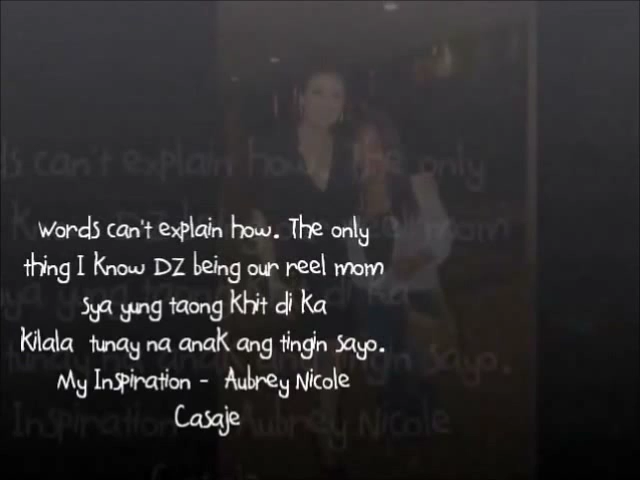 Words can't explain how. The only
thing I Know DZ being our reel mom
Sya yung taong Khit di Ka
Kilala tunay na anak ang tingin sayo.
My Inspiration - Aubrey Nicole
Casaje